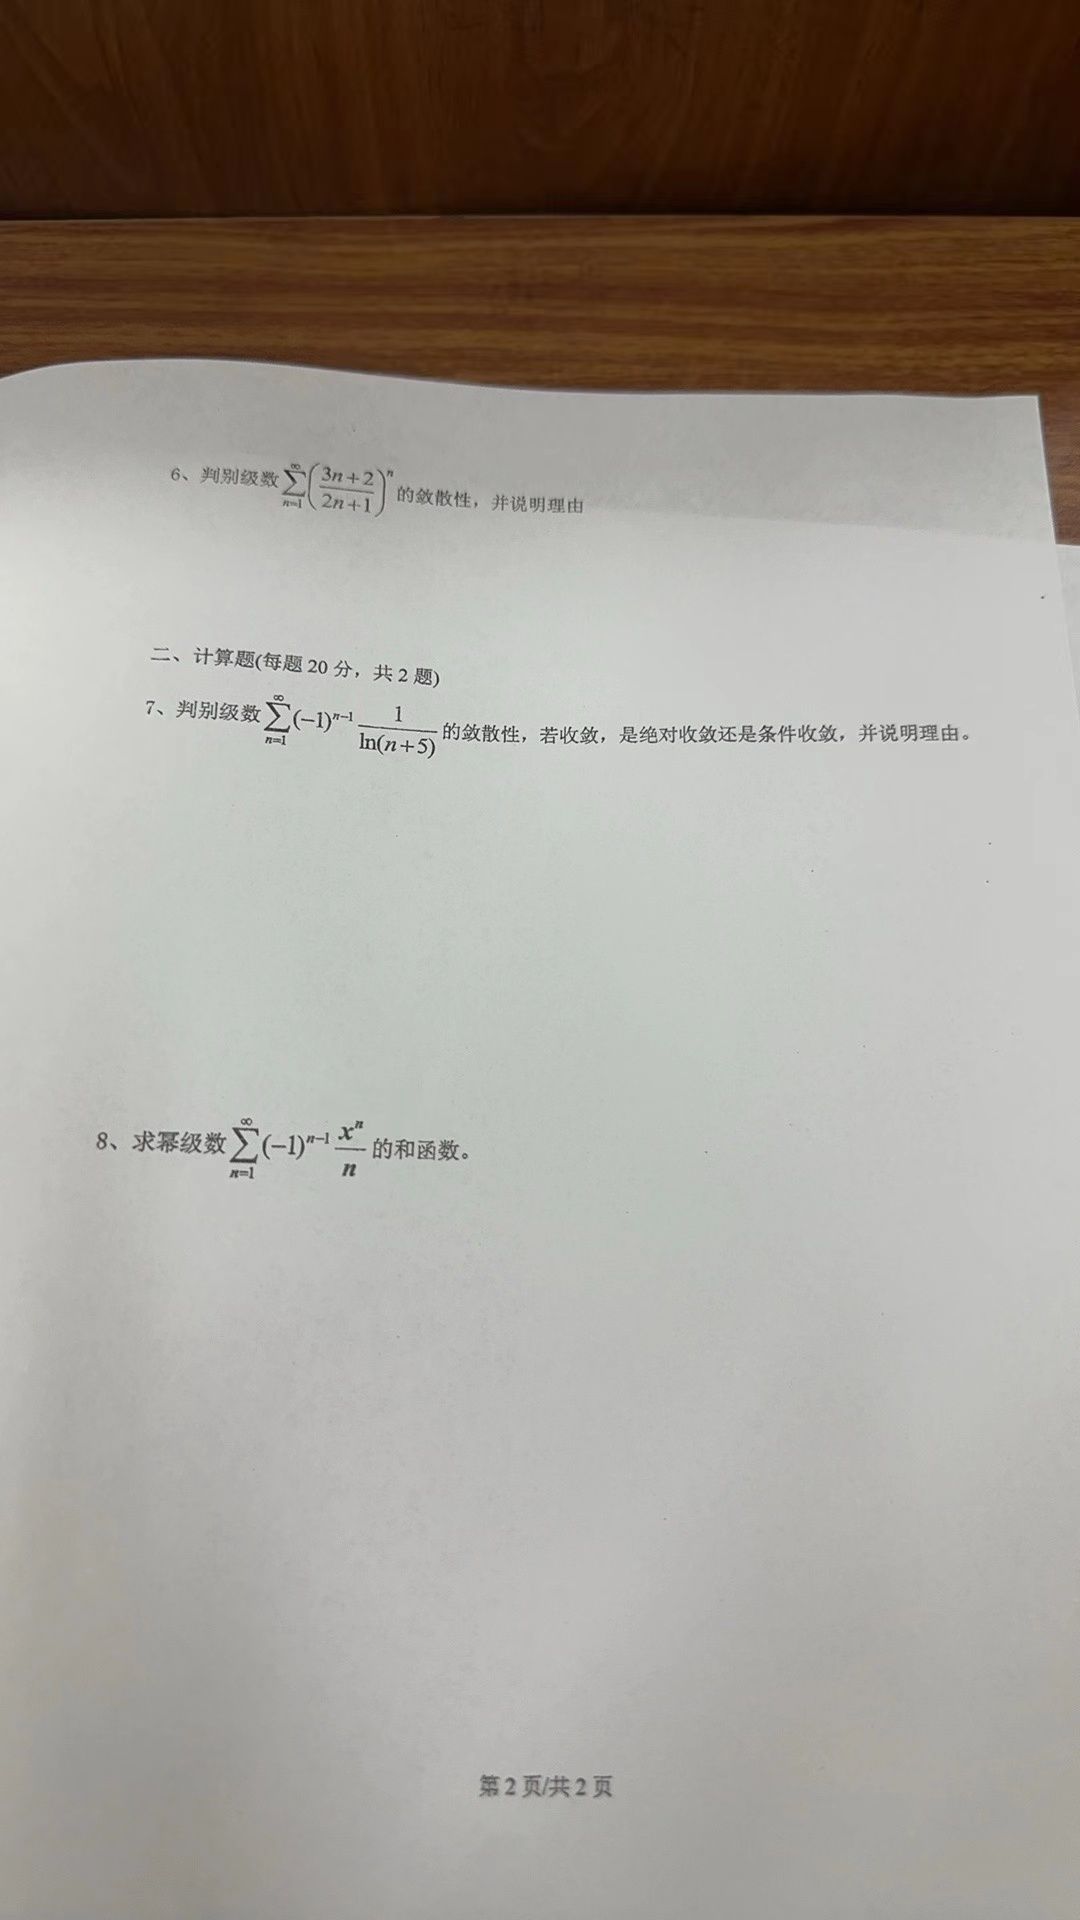 6、判别级数 $\sum_{n=1}^{\infty}\left(\frac{3n+2}{2n+1}\right)^n$ 的敛散性，并说明理由
二、计算题(每题 20 分，共 2 题)
7、判别级数 $\sum_{n=1}^{\infty}(-1)^{n-1}\frac{1}{\ln(n+5)}$ 的敛散性，若收敛，是绝对收敛还是条件收敛，并说明理由。
8、求幂级数 $\sum_{n=1}^{\infty}(-1)^{n-1}\frac{x^n}{n}$ 的和函数。
第 2 页/共 2 页